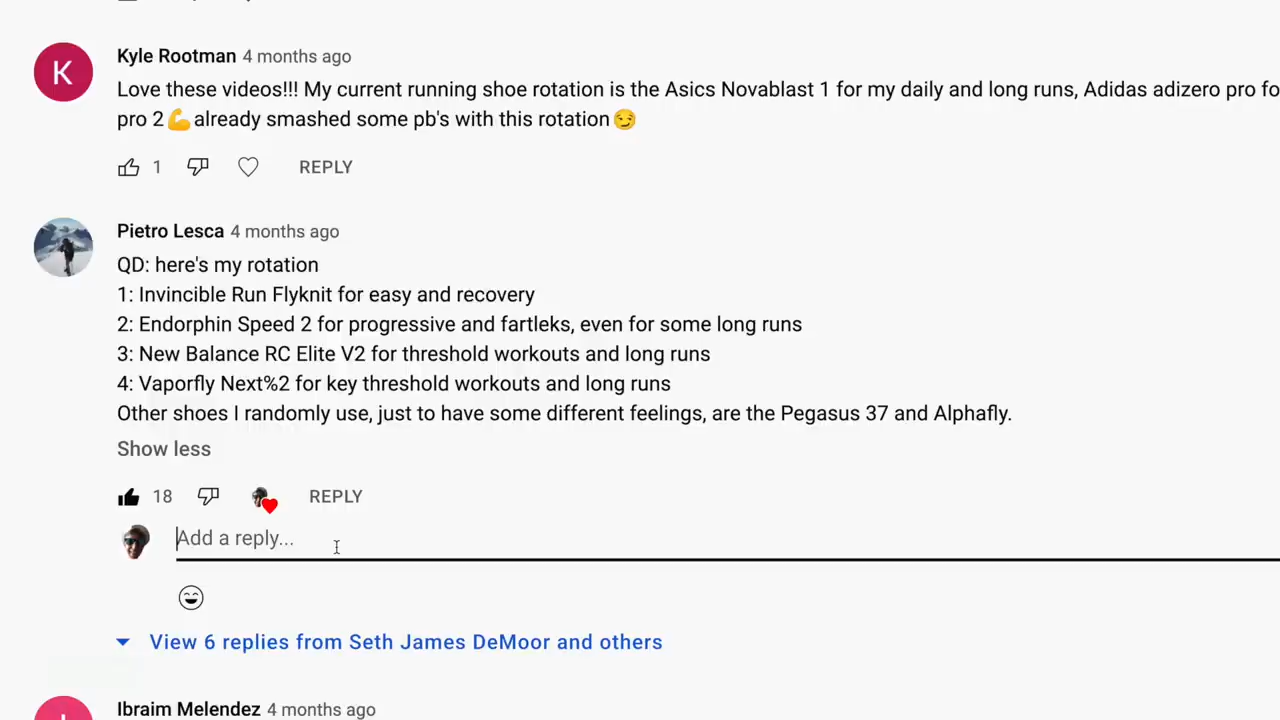 Kyle Rootman 4 months ago
Love these videos!!! My current running shoe rotation is the Asics Novablast 1 for my daily and long runs, Adidas adizero pro fo
pro 2💪already smashed some pb's with this rotation😏
K
1 REPLY
Pietro Lesca 4 months ago
QD: here's my rotation
1: Invincible Run Flyknit for easy and recovery
2: Endorphin Speed 2 for progressive and fartleks, even for some long runs
3: New Balance RC Elite V2 for threshold workouts and long runs
4: Vaporfly Next%2 for key threshold workouts and long runs
Other shoes I randomly use, just to have some different feelings, are the Pegasus 37 and Alphafly.
Show less
18 REPLY
Add a reply...
View 6 replies from Seth James DeMoor and others
Ibraim Melendez 4 months ago